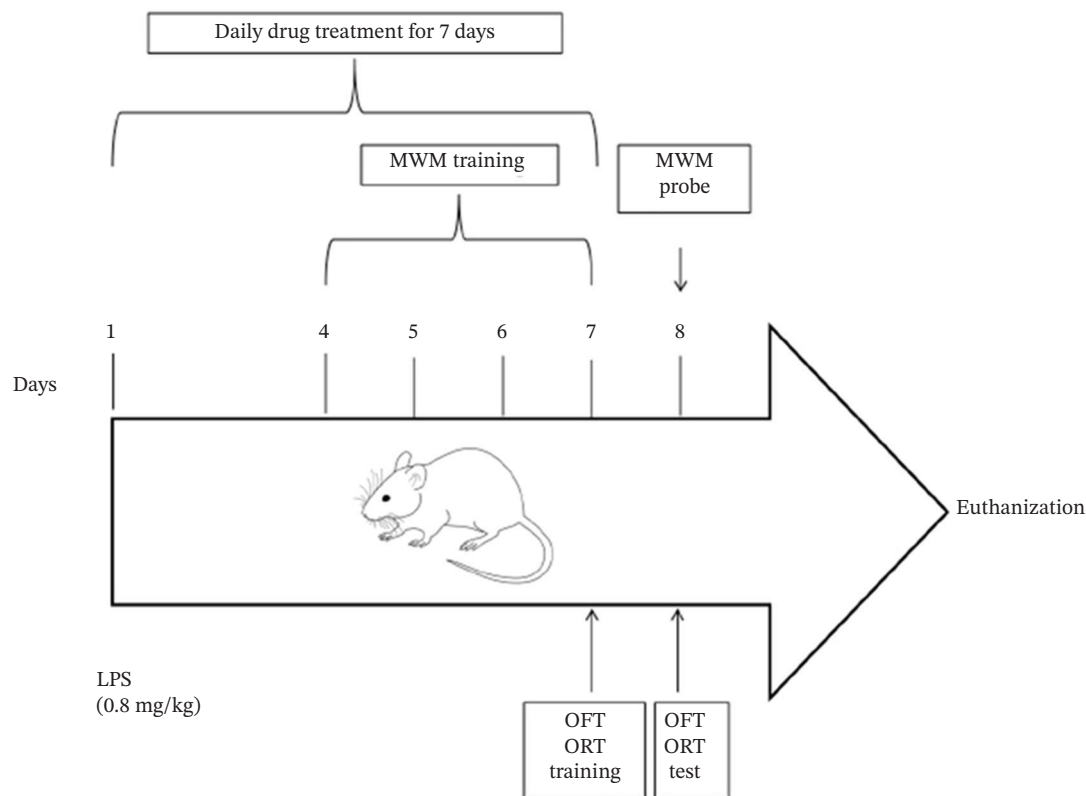 Daily drug treatment for 7 days
MWM training
MWM
probe
1
4
5
6
7
8
Days
Euthanization
LPS
(0.8 mg/kg)
OFT
ORT
training
OFT
ORT
test